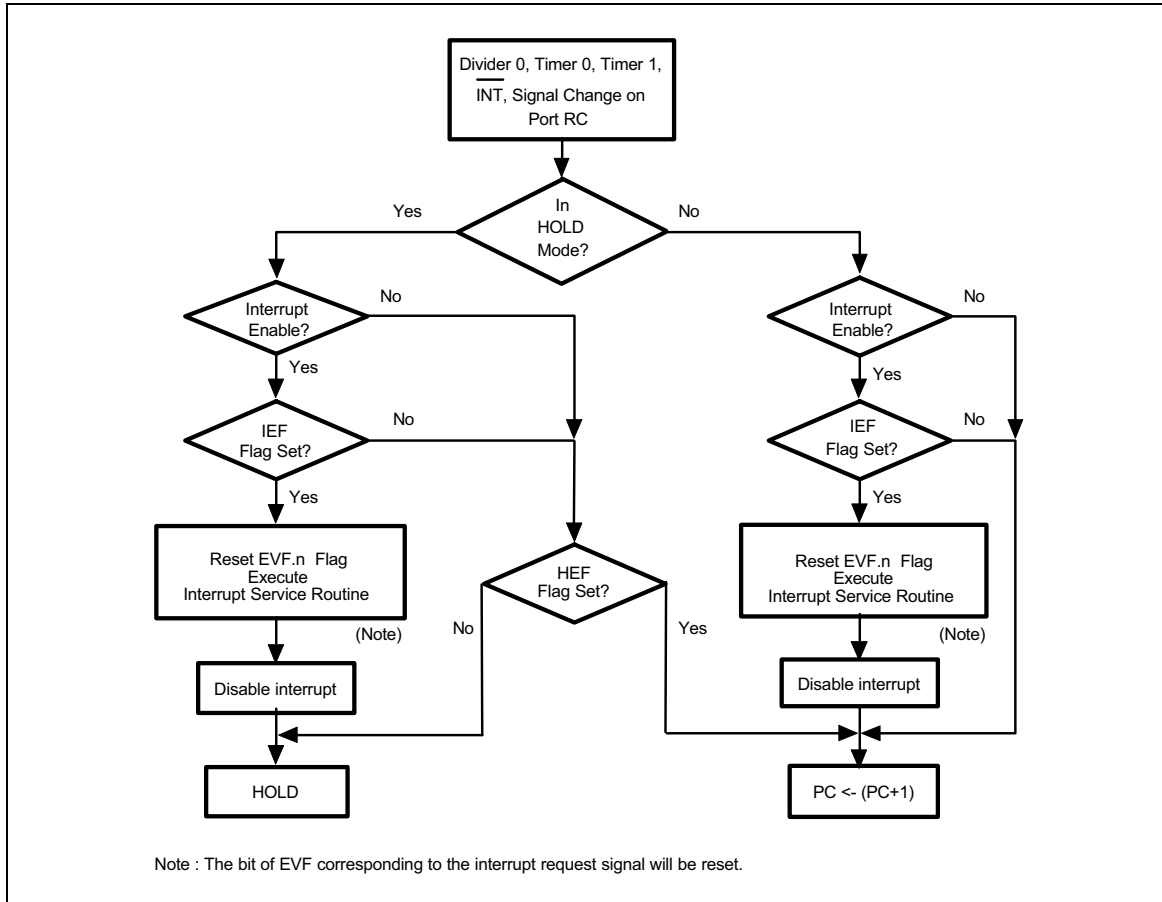 Divider 0, Timer 0, Timer 1,
INT, Signal Change on
Port RC
In
HOLD
Mode?
Yes
No
Interrupt
Enable?
No
Yes
IEF
Flag Set?
No
Yes
Reset EVF.n Flag
Execute
Interrupt Service Routine
(Note)
Disable interrupt
HOLD
HEF
Flag Set?
No
Yes
Interrupt
Enable?
No
Yes
IEF
Flag Set?
No
Yes
Reset EVF.n Flag
Execute
Interrupt Service Routine
(Note)
Disable interrupt
PC <- (PC+1)
Note : The bit of EVF corresponding to the interrupt request signal will be reset.